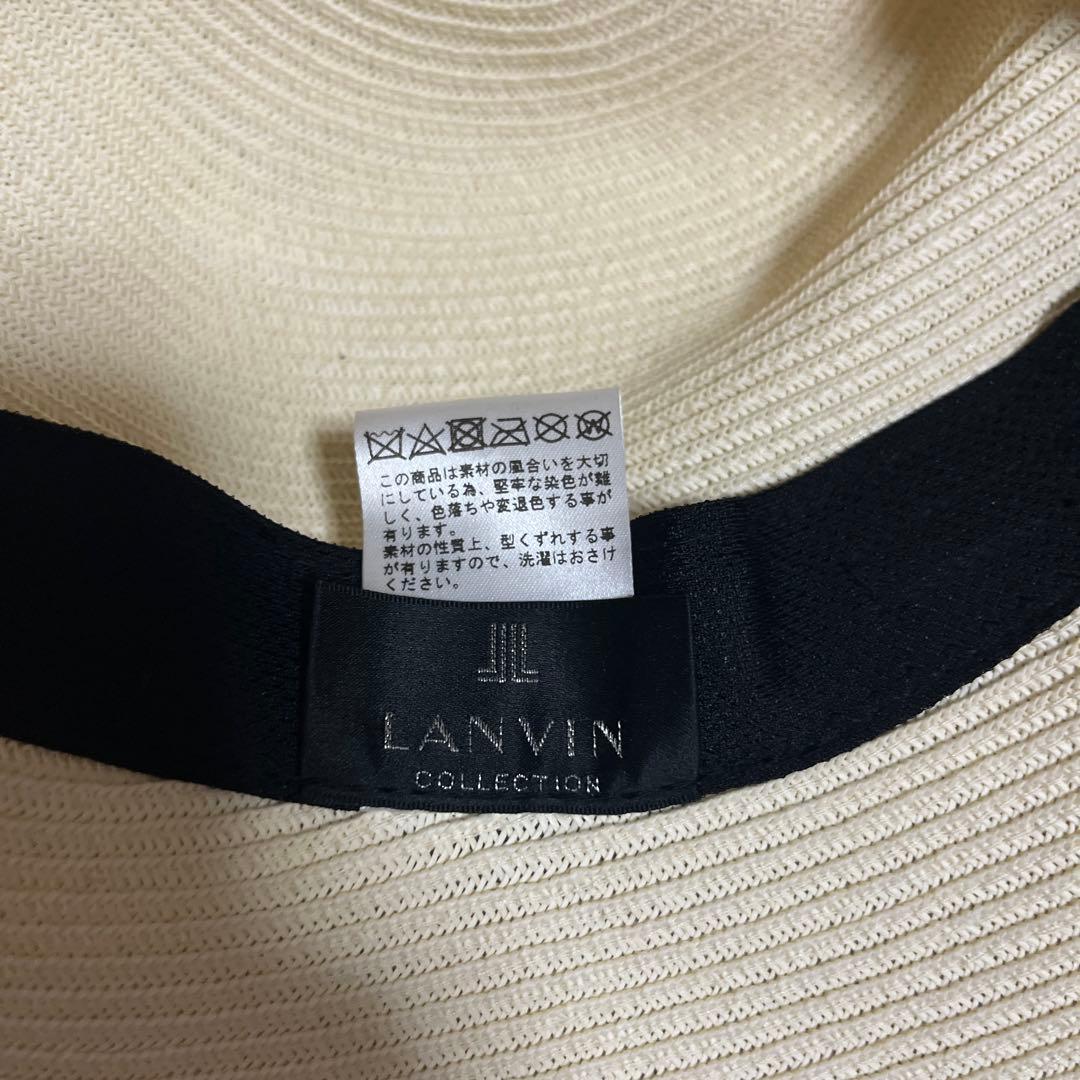 この商品は素材の風合いを大切
にしている為、堅牢な染色が難
しく、色落ちや変退色する事が
有ります。
素材の性質上、型くずれする事
が有りますので、洗濯はおさけ
ください。
LANVIN
COLLECTION